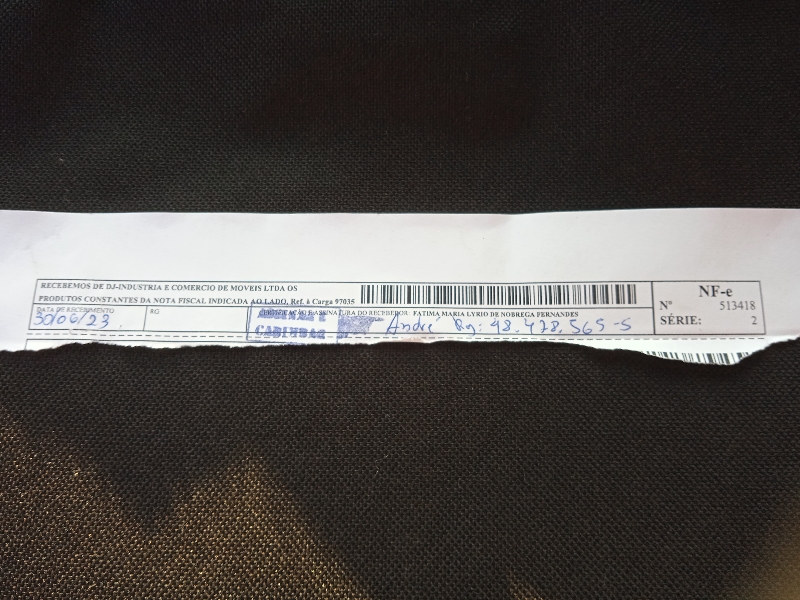 RECEBEMOS DE DJ-INDUSTRIA E COMERCIO DE MOVEIS LTDA OS
PRODUTOS CONSTANTES DA NOTA FISCAL INDICADA AO LADO, Ref. à Carga 97035
NF-e
Nº 513418
SÉRIE: 2
DATA DE RECEBIMENTO
30/06/23.
RG
E ASSINATURA DO RECEBEDOR: FATIMA MARIA LYRIO DE NOBREGA FERNANDES
André Rg: 48.478.565-5